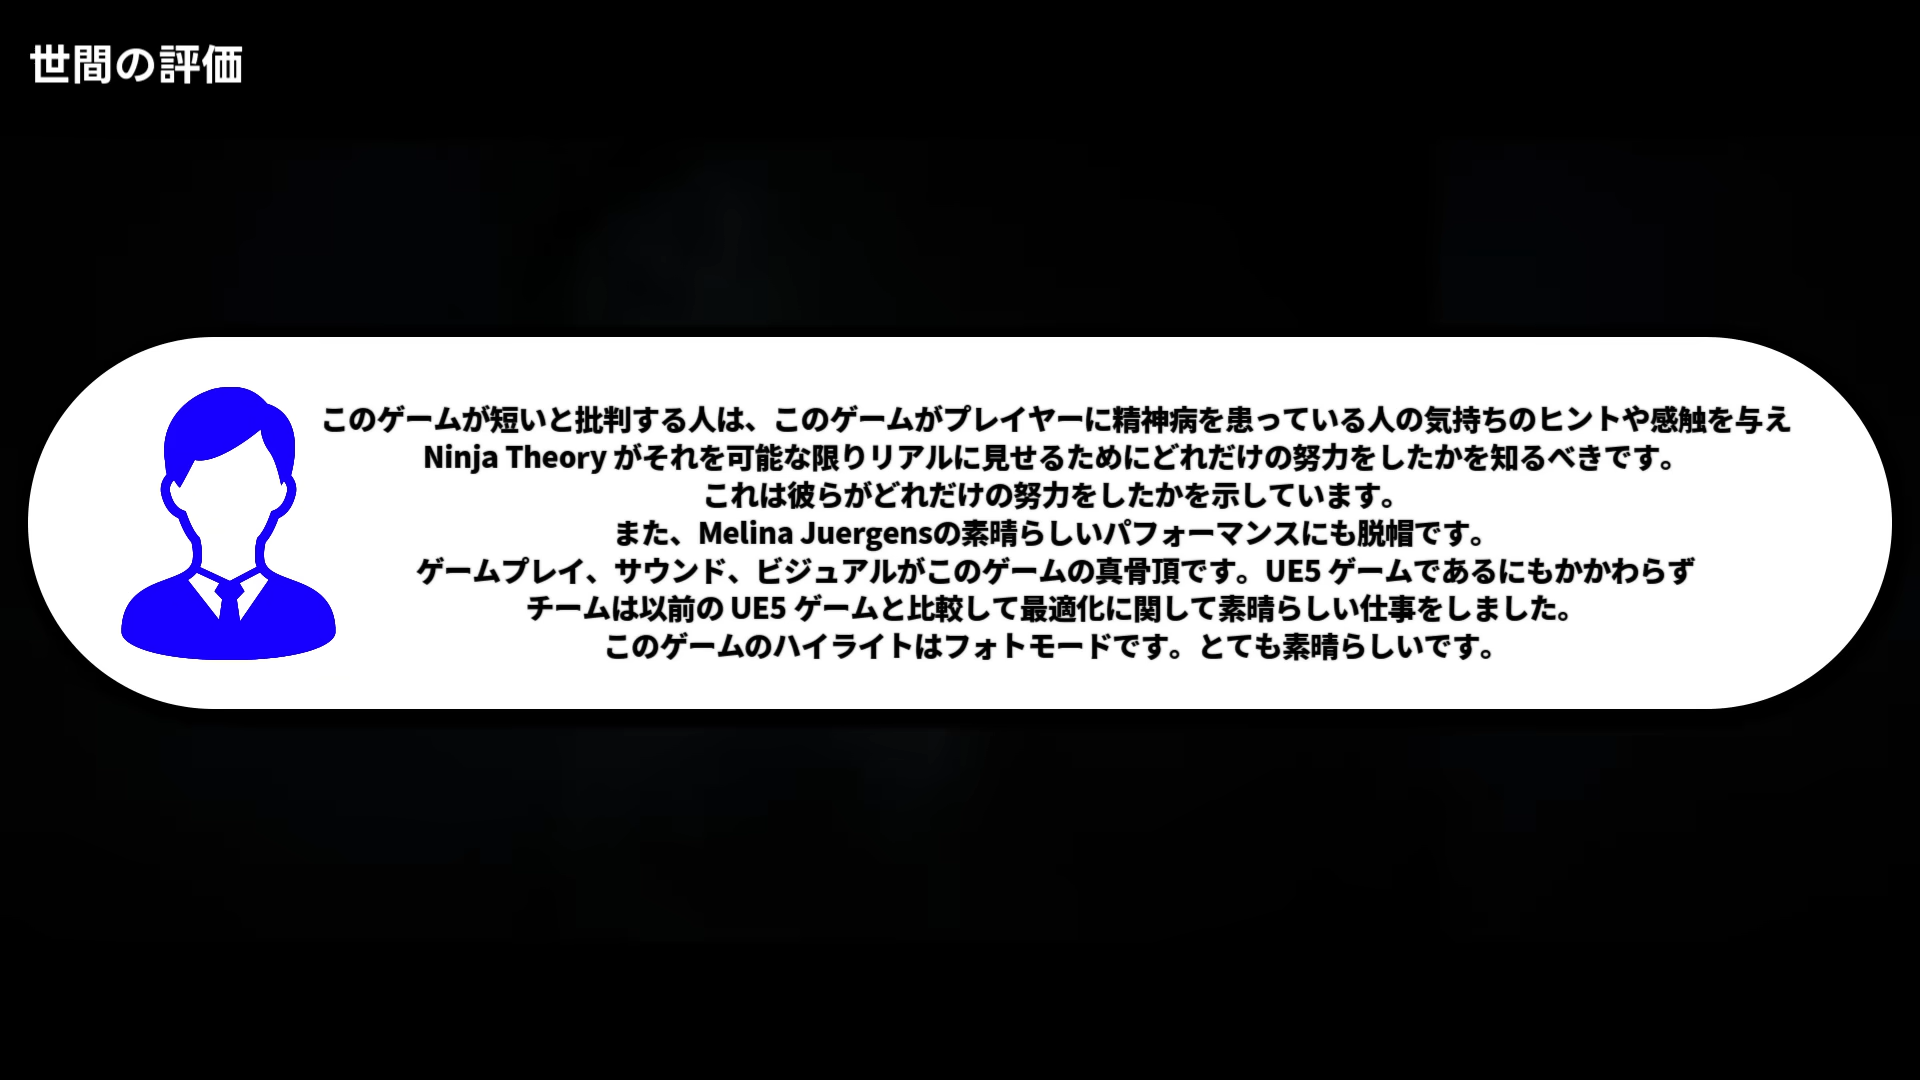 世間の評価
このゲームが短いと批判する人は、このゲームがプレイヤーに精神病を患っている人の気持ちのヒントや感触を与え
Ninja Theory がそれを可能な限りリアルに見せるためにどれだけの努力をしたかを知るべきです。
これは彼らがどれだけの努力をしたかを示しています。
また、Melina Juergensの素晴らしいパフォーマンスにも脱帽です。
ゲームプレイ、サウンド、ビジュアルがこのゲームの真骨頂です。UE5 ゲームであるにもかかわらず
チームは以前の UE5 ゲームと比較して最適化に関して素晴らしい仕事をしました。
このゲームのハイライトはフォトモードです。とても素晴らしいです。